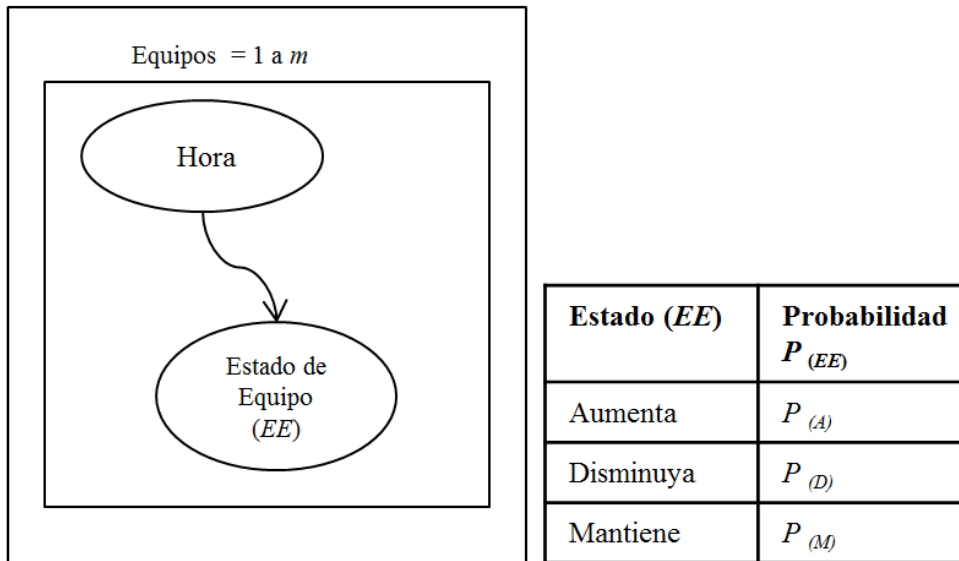 Equipos = 1 a m
Hora
Estado de
Equipo
(EE)
Estado (EE) Probabilidad
P (EE)
Aumenta P (A)
Disminuya P (D)
Mantiene P (M)